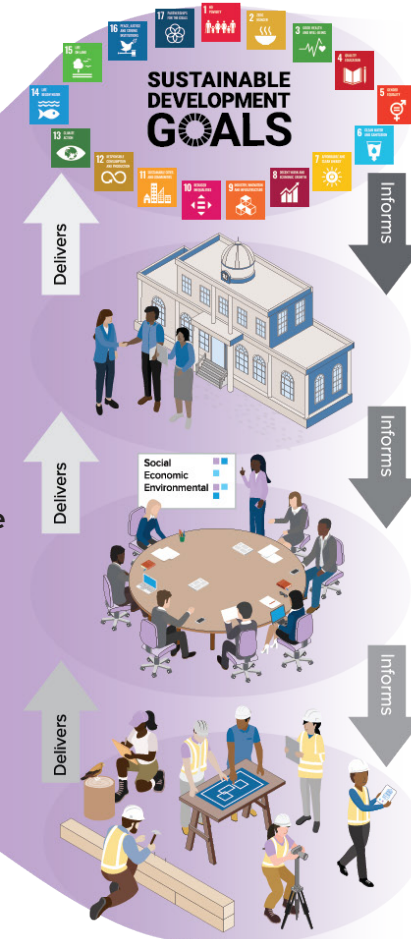 17 PARTNERSHIPS FOR THE GOALS
1 NO POVERTY
2 ZERO HUNGER
16 PEACE, JUSTICE AND STRONG INSTITUTIONS
3 GOOD HEALTH AND WELL-BEING
15 LIFE ON LAND
4 QUALITY EDUCATION
SUSTAINABLE
DEVELOPMENT
GOALS
14 LIFE BELOW WATER
5 GENDER EQUALITY
13 CLIMATE ACTION
6 CLEAN WATER AND SANITATION
12 RESPONSIBLE CONSUMPTION AND PRODUCTION
7 AFFORDABLE AND CLEAN ENERGY
11 SUSTAINABLE CITIES AND COMMUNITIES
10 REDUCED INEQUALITIES
9 INDUSTRY, INNOVATION AND INFRASTRUCTURE
8 DECENT WORK AND ECONOMIC GROWTH
Delivers
Informs
Delivers
Informs
Social
Economic
Environmental
e
Delivers
Informs